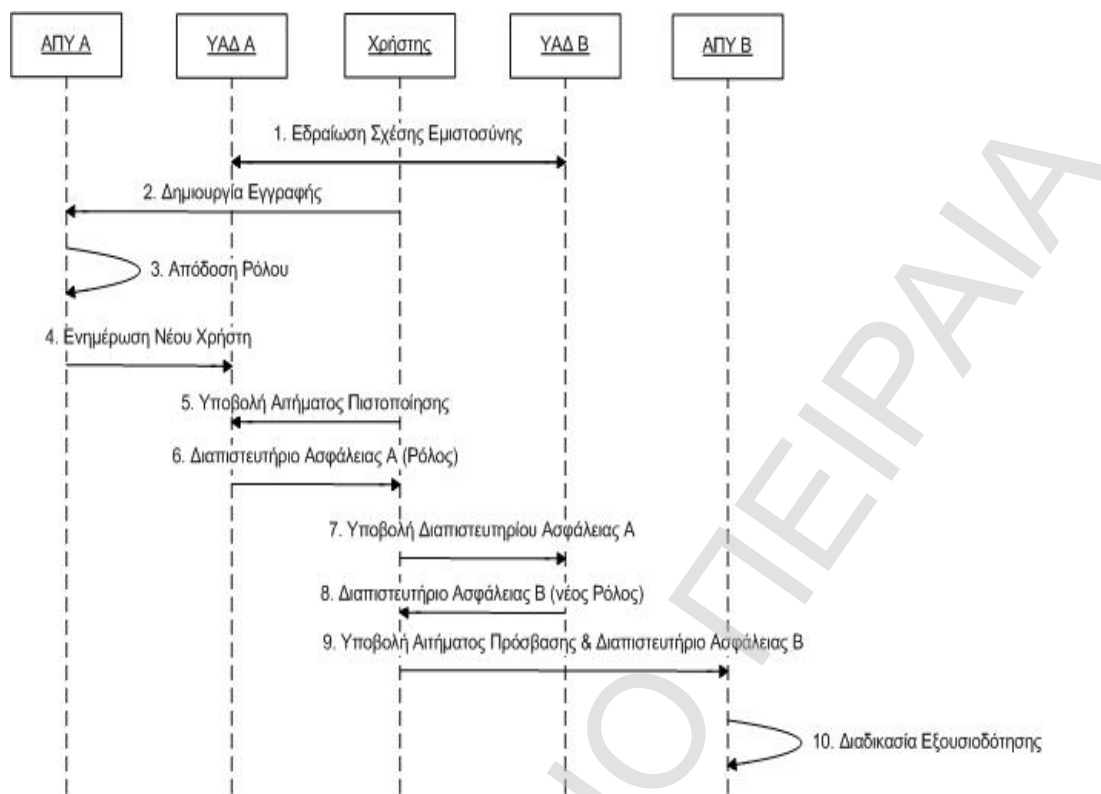 ΑΠΥ Α
ΥΑΔ Α
Χρήστης
ΥΑΔ Β
ΑΠΥ Β
1. Εδραίωση Σχέσης Εμιστοσύνης
2. Δημιουργία Εγγραφής
3. Απόδοση Ρόλου
4. Ενημέρωση Νέου Χρήστη
5. Υποβολή Αιτήματος Πιστοποίησης
6. Διαπιστευτήριο Ασφάλειας Α (Ρόλος)
7. Υποβολή Διαπιστευτηρίου Ασφάλειας Α
8. Διαπιστευτήριο Ασφάλειας Β (νέος Ρόλος)
9. Υποβολή Αιτήματος Πρόσβασης & Διαπιστευτήριο Ασφάλειας Β
10. Διαδικασία Εξουσιοδότησης
ΠΕΙΡΑΙΑ